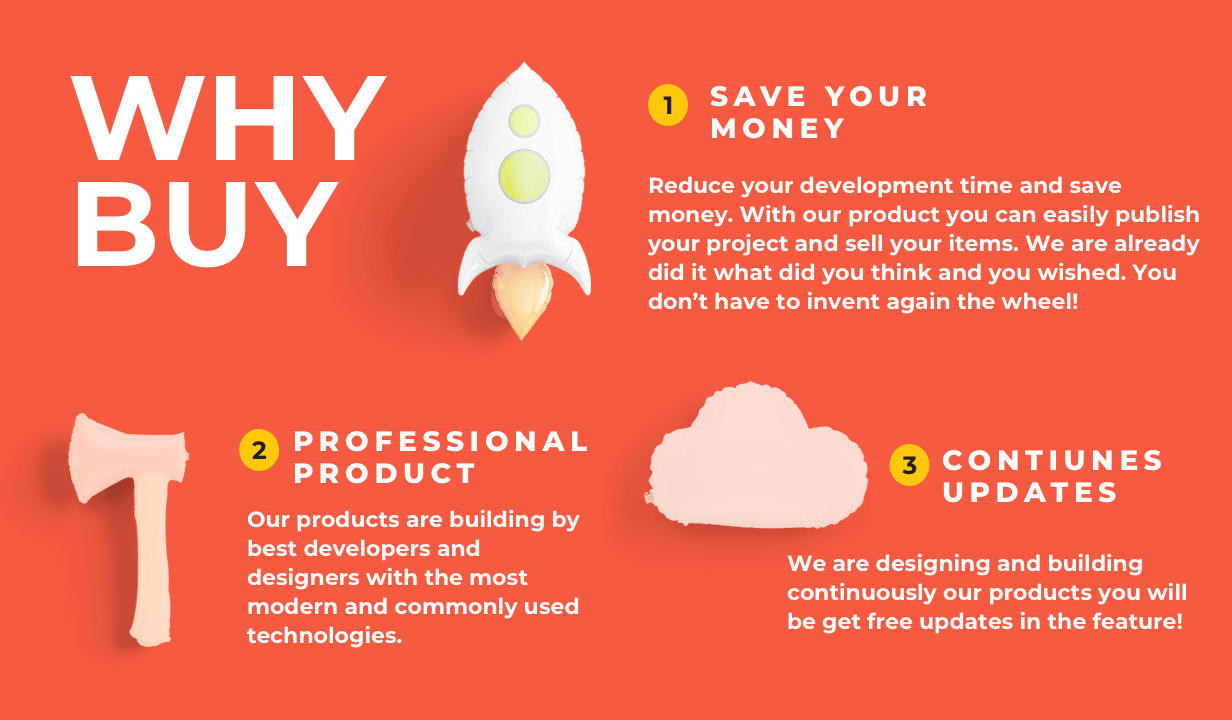 WHY
BUY
1
SAVE YOUR
MONEY
Reduce your development time and save
money. With our product you can easily publish
your project and sell your items. We are already
did it what did you think and you wished. You
don’t have to invent again the wheel!
2
PROFESSIONAL
PRODUCT
Our products are building by
best developers and
designers with the most
modern and commonly used
technologies.
3
CONTIUNES
UPDATES
We are designing and building
continuously our products you will
be get free updates in the feature!